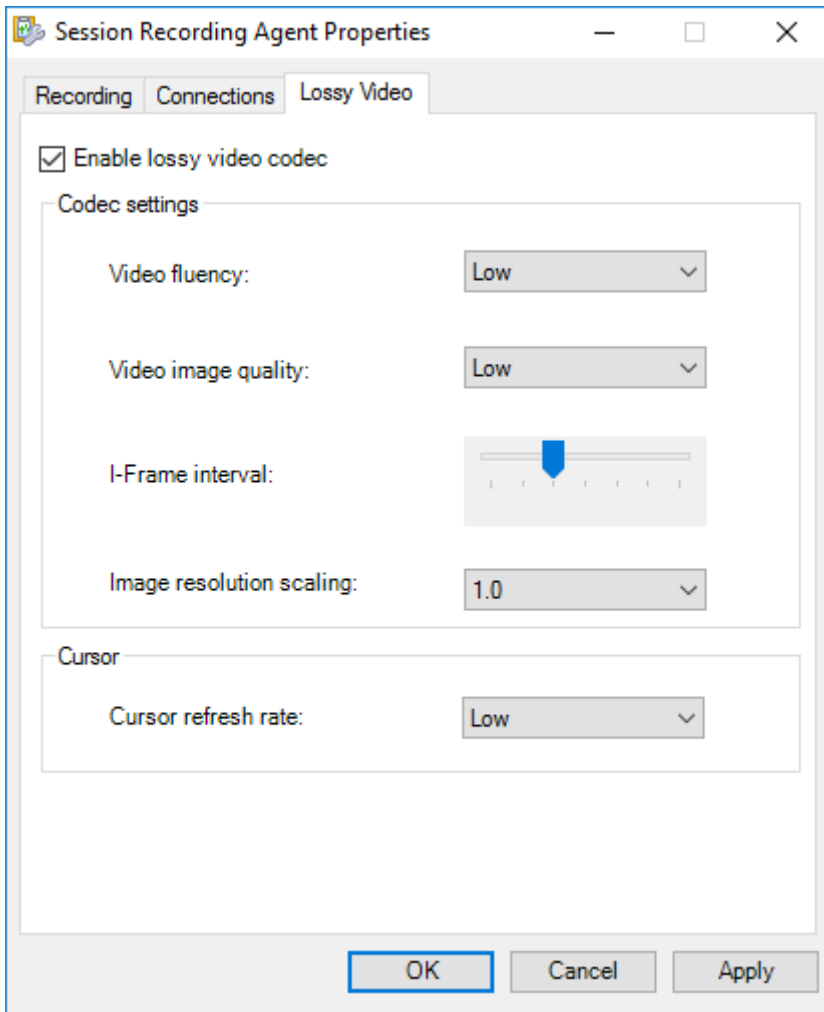 Session Recording Agent Properties
Recording Connections Lossy Video
Enable lossy video codec
Codec settings
Video fluency: Low
Video image quality: Low
I-Frame interval:
Image resolution scaling: 1.0
Cursor
Cursor refresh rate: Low
OK Cancel Apply